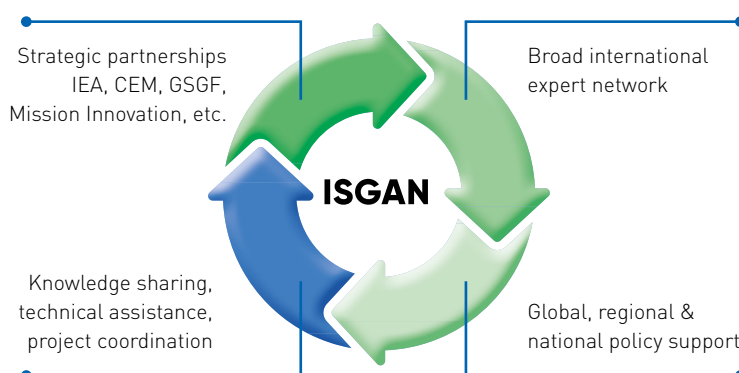 Strategic partnerships
IEA, CEM, GSGF,
Mission Innovation, etc.
Broad international
expert network
ISGAN
Knowledge sharing,
technical assistance,
project coordination
Global, regional &
national policy support